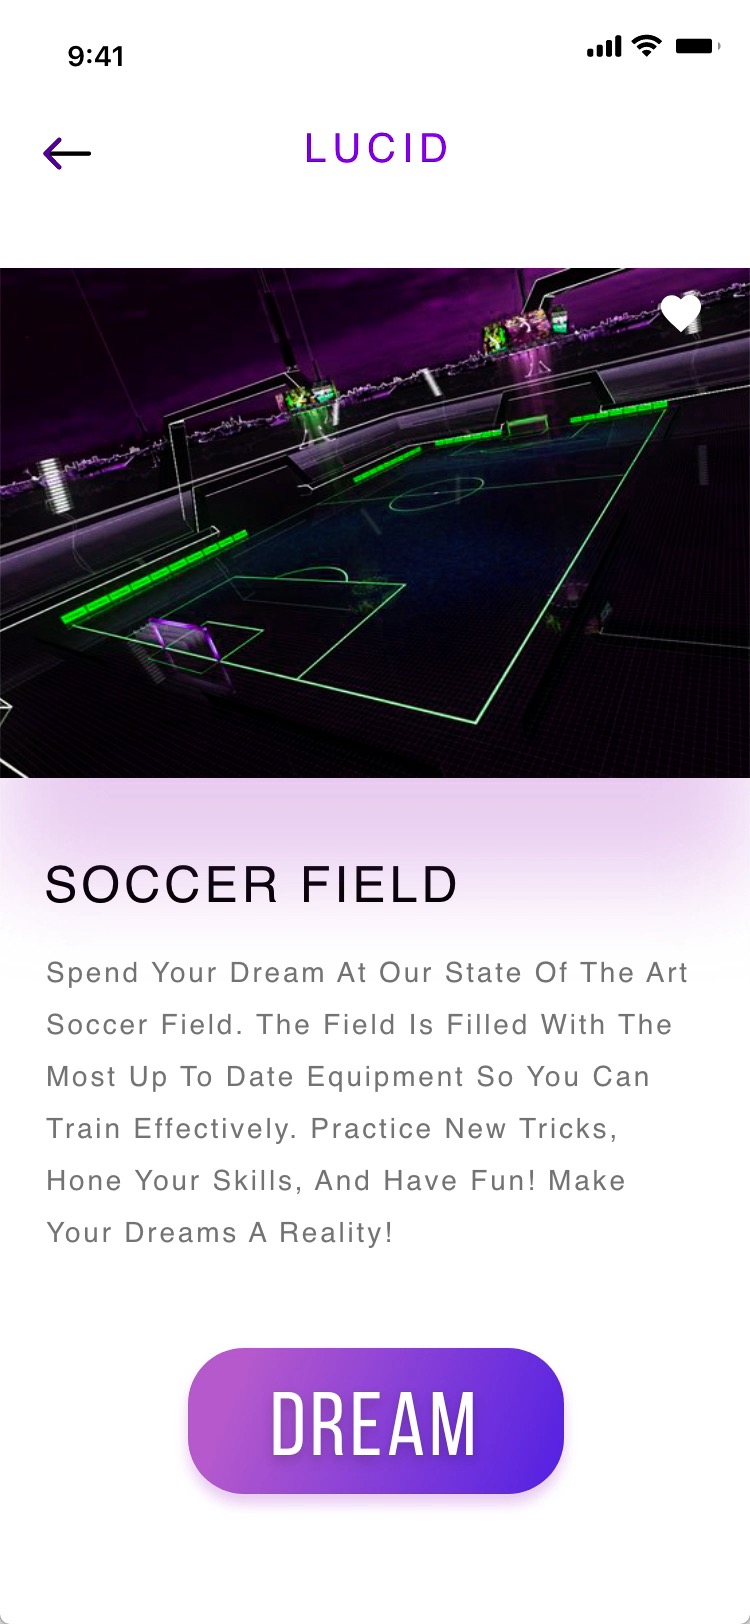 9:41
LUCID
SOCCER FIELD
Spend Your Dream At Our State Of The Art
Soccer Field. The Field Is Filled With The
Most Up To Date Equipment So You Can
Train Effectively. Practice New Tricks,
Hone Your Skills, And Have Fun! Make
Your Dreams A Reality!
DREAM